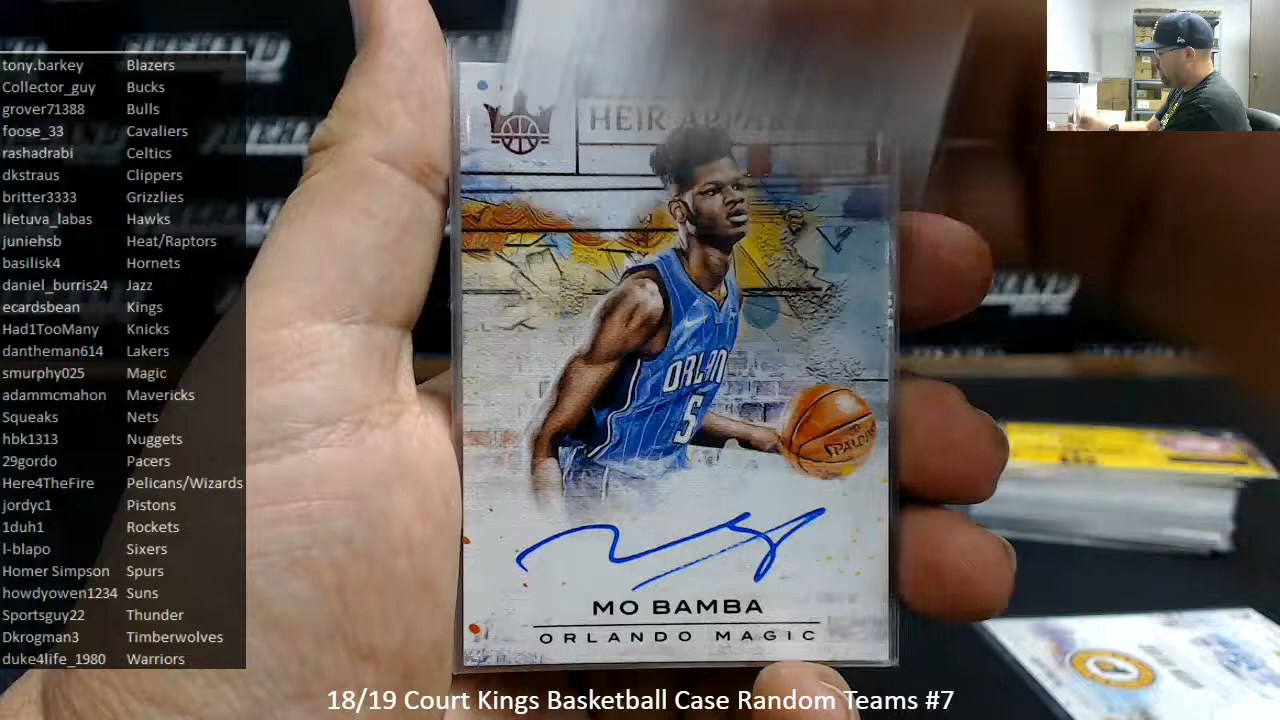 tony.barkey Blazers
Collector_guy Bucks
grover71388 Bulls
foose_33 Cavaliers
rashadrabi Celtics
dkstraus Clippers
britter3333 Grizzlies
lietuva_labas Hawks
juniehsb Heat/Raptors
basilisk4 Hornets
daniel_burris24 Jazz
ecardsbean Kings
Had1TooMany Knicks
dantheman614 Lakers
smurphy025 Magic
adammcmahon Mavericks
Squeaks Nets
hbk1313 Nuggets
29gordo Pacers
Here4TheFire Pelicans/Wizards
jordyc1 Pistons
1duh1 Rockets
l-blapo Sixers
Homer Simpson Spurs
howdyowen1234 Suns
Sportsguy22 Thunder
Dkrogman3 Timberwolves
duke4life_1980 Warriors
HEIR
ORLAN
5
SPALDING
MO BAMBA
ORLANDO MAGIC
18/19 Court Kings Basketball Case Random Teams #7